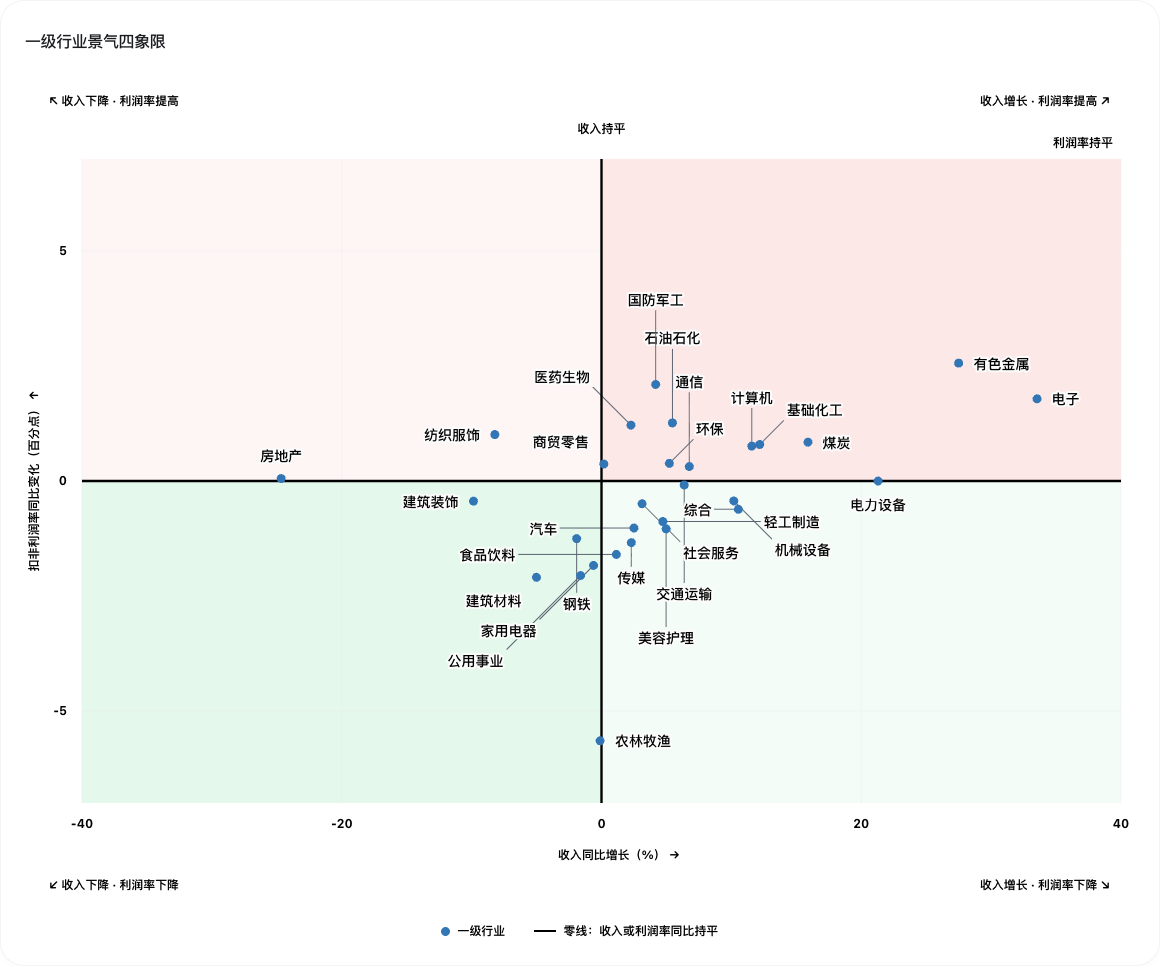 一级行业景气四象限
↖ 收入下降 · 利润率提高
收入增长 · 利润率提高 ↗
收入持平
利润率持平
5
国防军工
石油石化
有色金属
医药生物
通信
计算机
电子
基础化工
环保
纺织服饰
商贸零售
煤炭
房地产
0
扣非利润率同比变化（百分点）→
建筑装饰
综合
电力设备
汽车
轻工制造
食品饮料
社会服务
机械设备
传媒
建筑材料
钢铁
交通运输
家用电器
美容护理
公用事业
-5
农林牧渔
-40
-20
0
20
40
收入同比增长（%）→
↙ 收入下降 · 利润率下降
收入增长 · 利润率下降 ↘
一级行业
零线：收入或利润率同比持平